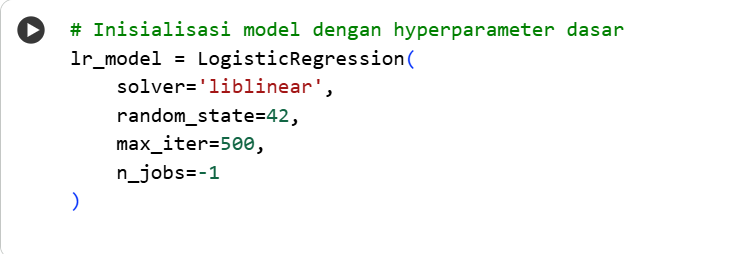 # Inisialisasi model dengan hyperparameter dasar
lr_model = LogisticRegression(
    solver='liblinear',
    random_state=42,
    max_iter=500,
    n_jobs=-1
)